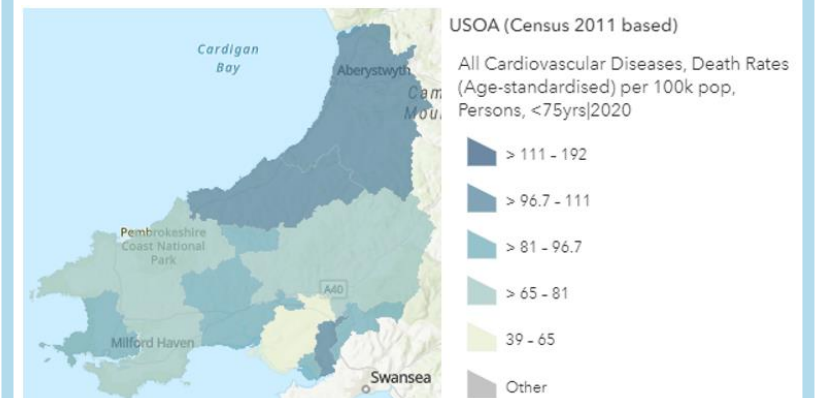 USOA (Census 2011 based)
All Cardiovascular Diseases, Death Rates
(Age-standardised) per 100k pop,
Persons, <75yrs|2020
> 111 - 192
> 96.7 - 111
> 81 - 96.7
> 65 - 81
39 - 65
Other
Cardigan
Bay
Aberystwyth
Pembrokeshire
Coast National
Park
A40
Milford Haven
Swansea